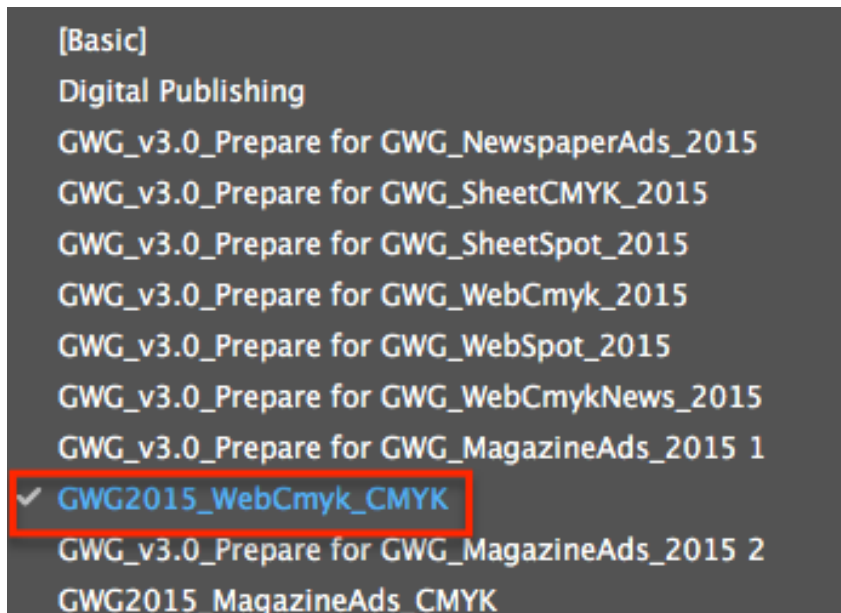 [Basic]
Digital Publishing
GWG_v3.0_Prepare for GWG_NewspaperAds_2015
GWG_v3.0_Prepare for GWG_SheetCMYK_2015
GWG_v3.0_Prepare for GWG_SheetSpot_2015
GWG_v3.0_Prepare for GWG_WebCmyk_2015
GWG_v3.0_Prepare for GWG_WebSpot_2015
GWG_v3.0_Prepare for GWG_WebCmykNews_2015
GWG_v3.0_Prepare for GWG_MagazineAds_2015 1
GWG2015_WebCmyk_CMYK
GWG_v3.0_Prepare for GWG_MagazineAds_2015 2
GWG2015_MagazineAds_CMYK